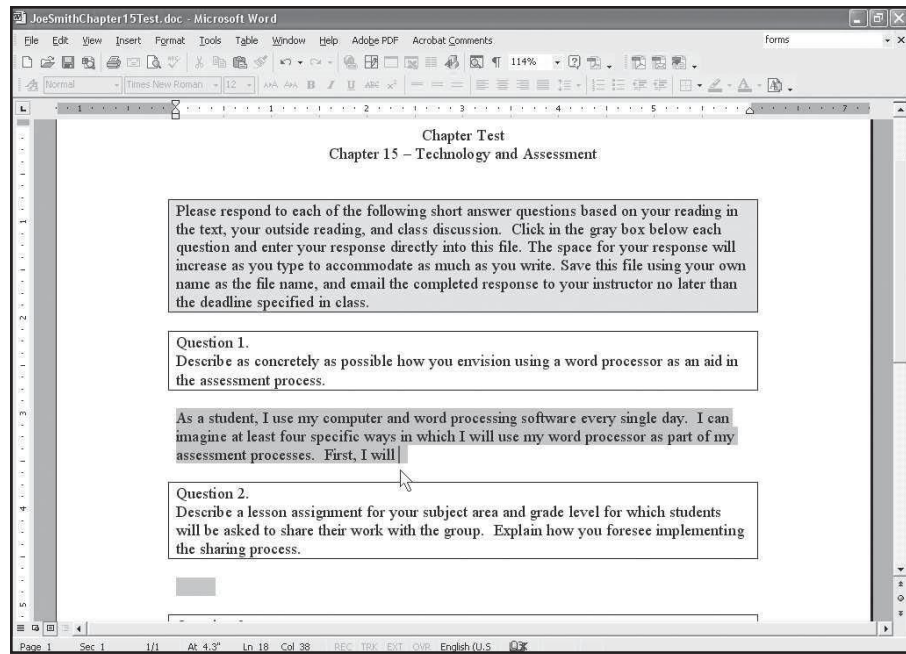 JoeSmithChapter15Test.doc - Microsoft Word
File Edit View Insert Format Tools Table Window Help Adobe PDF Acrobat Comments forms
114%
Normal Times New Roman 12
1 1 2 3 4 5 7
Chapter Test
Chapter 15 – Technology and Assessment
Please respond to each of the following short answer questions based on your reading in
the text, your outside reading, and class discussion. Click in the gray box below each
question and enter your response directly into this file. The space for your response will
increase as you type to accommodate as much as you write. Save this file using your own
name as the file name, and email the completed response to your instructor no later than
the deadline specified in class.
Question 1.
Describe as concretely as possible how you envision using a word processor as an aid in
the assessment process.
As a student, I use my computer and word processing software every single day. I can
imagine at least four specific ways in which I will use my word processor as part of my
assessment processes. First, I will
Question 2.
Describe a lesson assignment for your subject area and grade level for which students
will be asked to share their work with the group. Explain how you foresee implementing
the sharing process.
Page 1 Sec 1 1/1 At 4.3" Ln 18 Col 38 REC TRK EXT OVR English (U.S